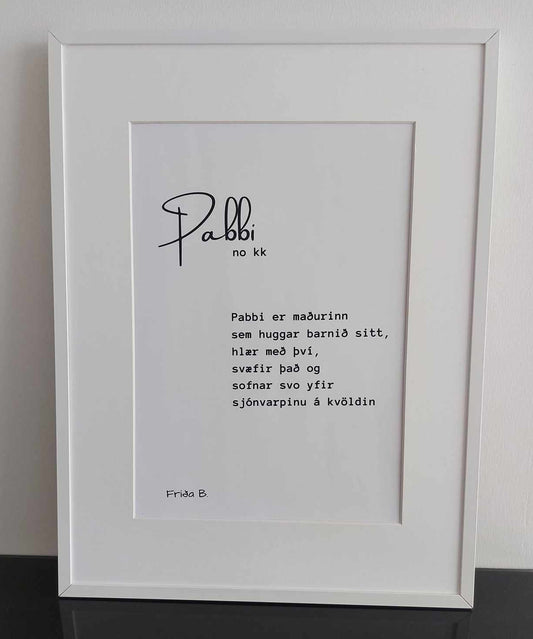 Pabbi
no kk
Pabbi er maðurinn
sem huggar barnið sitt,
hlær með því,
svæfir það og
sofnar svo yfir
sjónvarpinu á kvöldin
Fríða B.